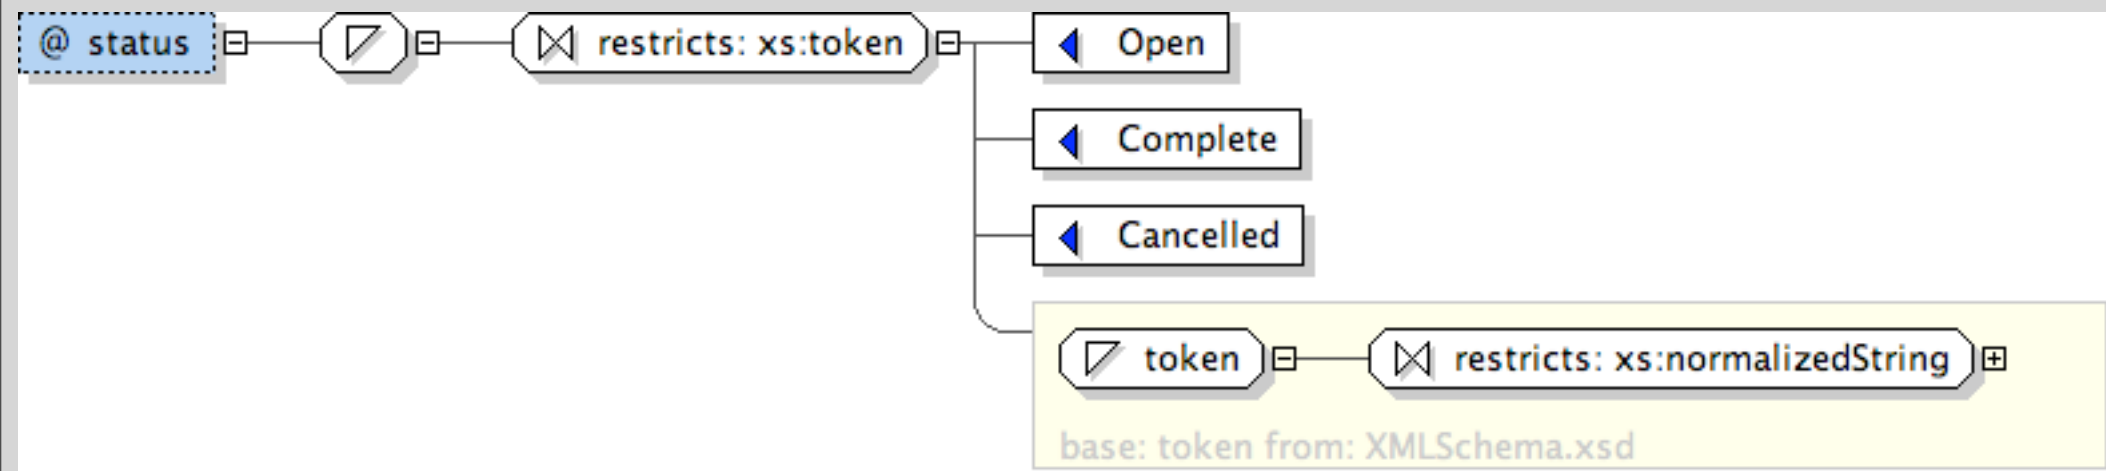 @ status
restricts: xs:token
Open
Complete
Cancelled
token
restricts: xs:normalizedString
base: token from: XMLSchema.xsd